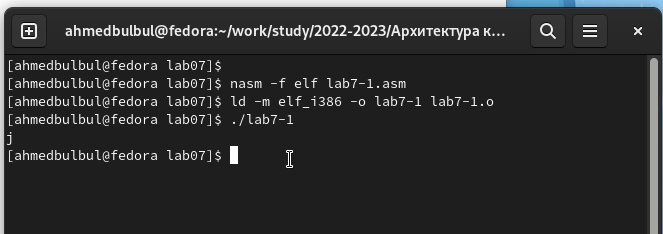 ahmedbulbul@fedora:~/work/study/2022-2023/Архитектура к...
[ahmedbulbul@fedora lab07]$
[ahmedbulbul@fedora lab07]$ nasm -f elf lab7-1.asm
[ahmedbulbul@fedora lab07]$ ld -m elf_i386 -o lab7-1 lab7-1.o
[ahmedbulbul@fedora lab07]$ ./lab7-1
j
[ahmedbulbul@fedora lab07]$